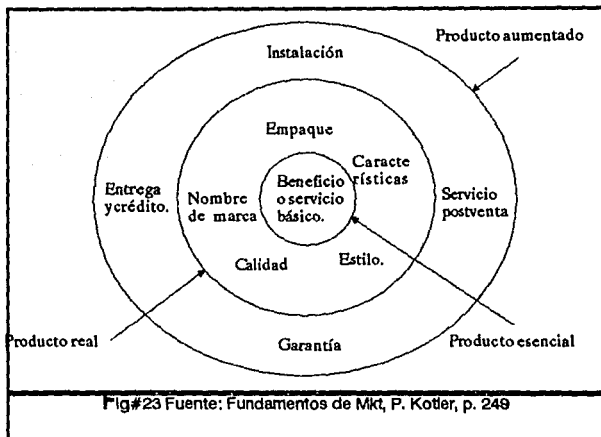 Producto aumentado
Instalación
Empaque
Caracte
rísticas
Beneficio
o servicio
básico.
Entrega
ycrédito.
Nombre
de marca
Servicio
postventa
Calidad
Estilo.
Producto real
Garantía
Producto esencial
Fig#23 Fuente: Fundamentos de Mkt, P. Kotler, p. 249